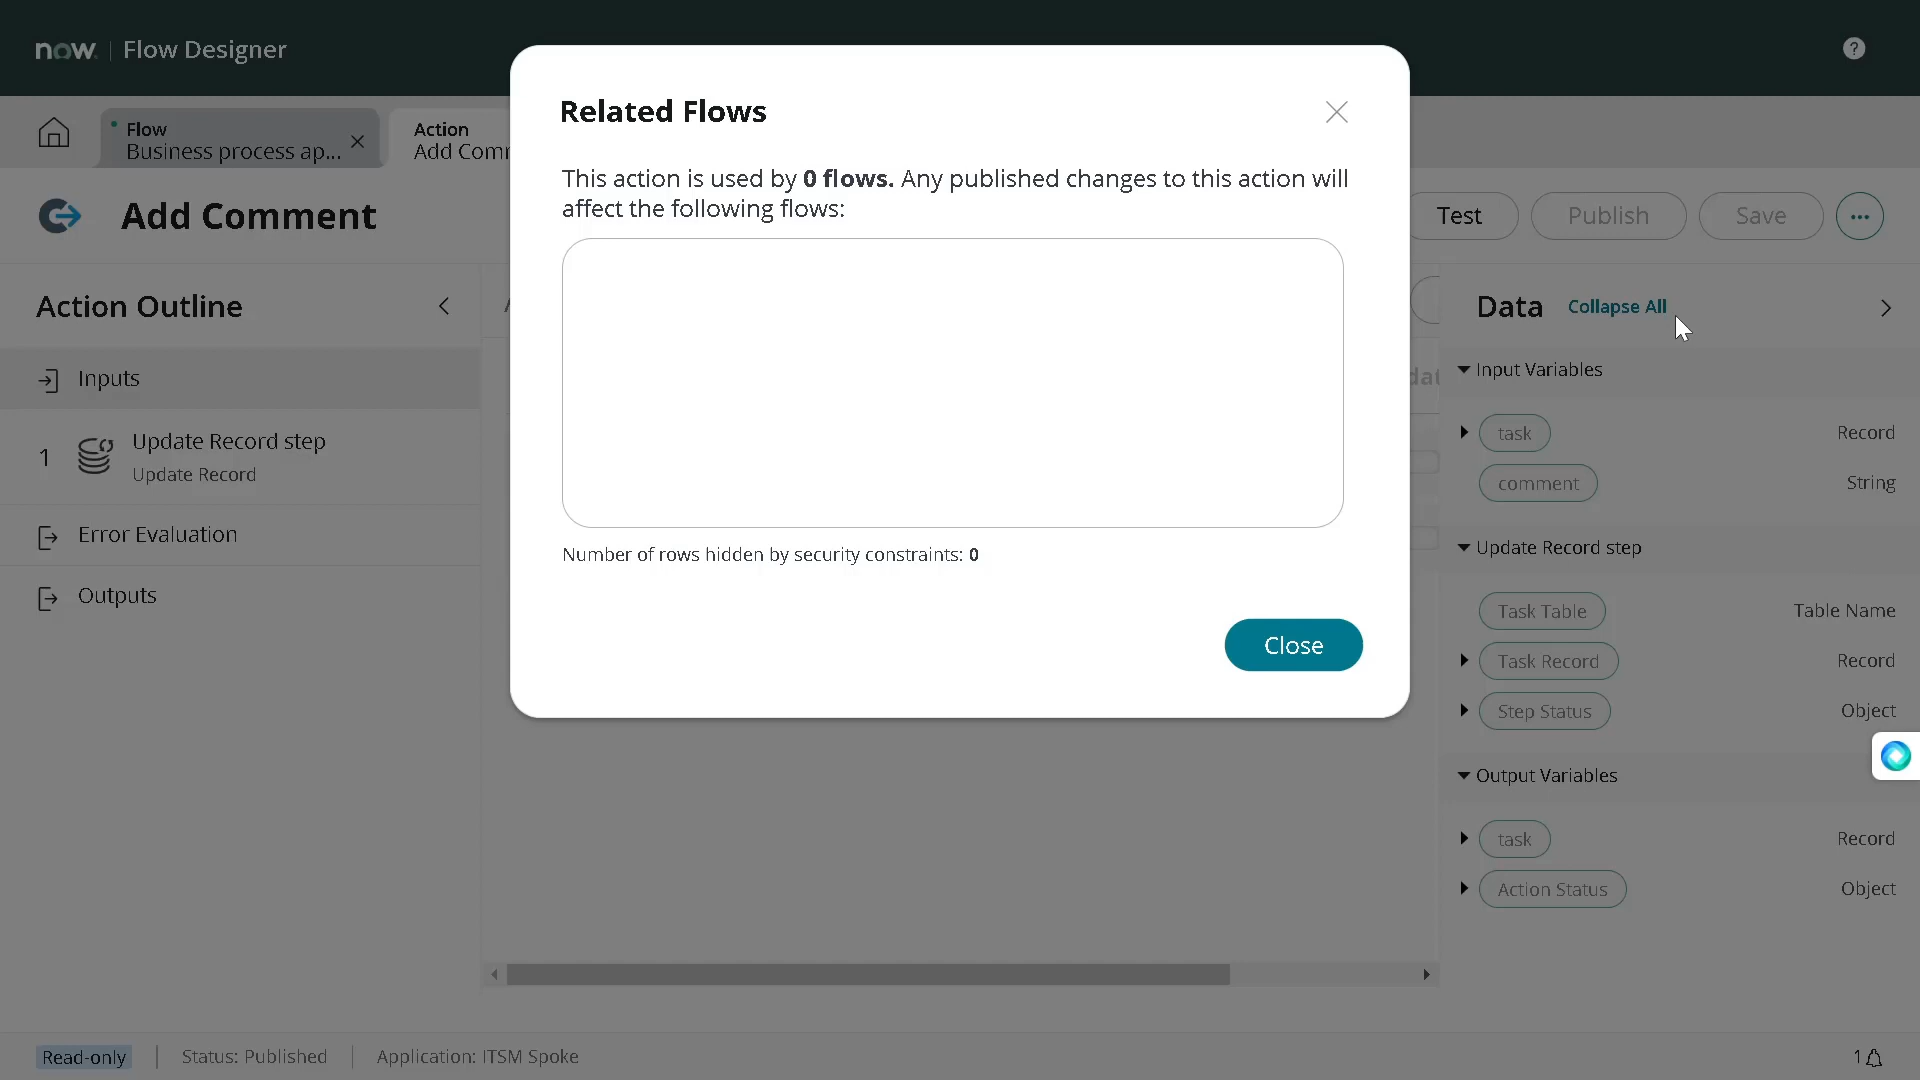 now. | Flow Designer
?
Flow
Business process ap...
Action
Add Com
Related Flows
This action is used by 0 flows. Any published changes to this action will
affect the following flows:
Number of rows hidden by security constraints: 0
Close
Add Comment
Test
Publish
Save
Action Outline
Inputs
1
Update Record step
Update Record
Error Evaluation
Outputs
Data
Collapse All
Input Variables
task
Record
comment
String
Update Record step
Task Table
Table Name
Task Record
Record
Step Status
Object
Output Variables
task
Record
Action Status
Object
Read-only
Status: Published
Application: ITSM Spoke
1